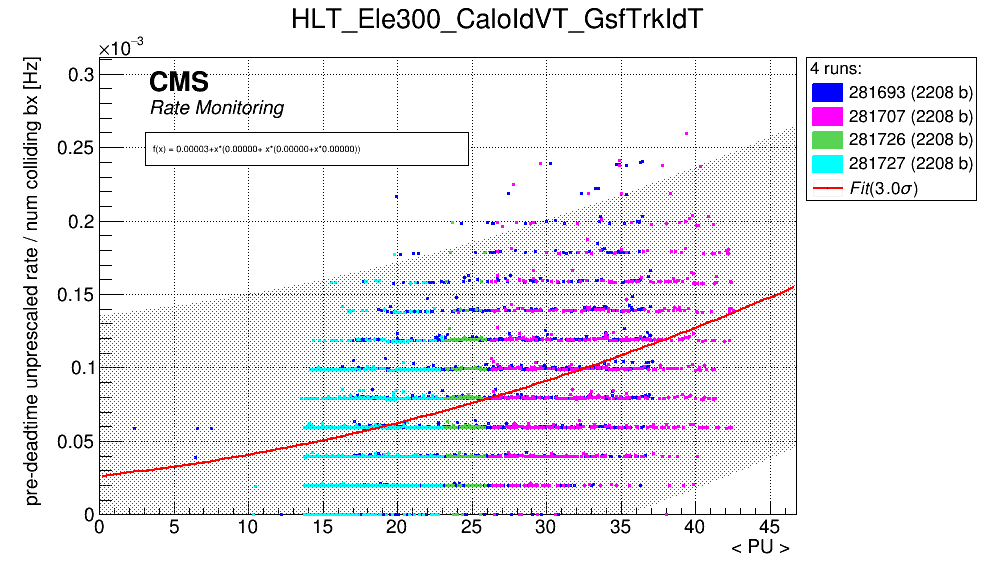 HLT_Ele300_CaloIdVT_GsfTrkIdT
×10⁻³
CMS
Rate Monitoring
f(x) = 0.00003+x*(0.00000+ x*(0.00000+x*0.00000))
pre-deadtime unprescaled rate / num colliding bx [Hz]
0.3
0.25
0.2
0.15
0.1
0.05
0
0 5 10 15 20 25 30 35 40 45
< PU >
4 runs:
281693 (2208 b)
281707 (2208 b)
281726 (2208 b)
281727 (2208 b)
Fit(3.0σ)